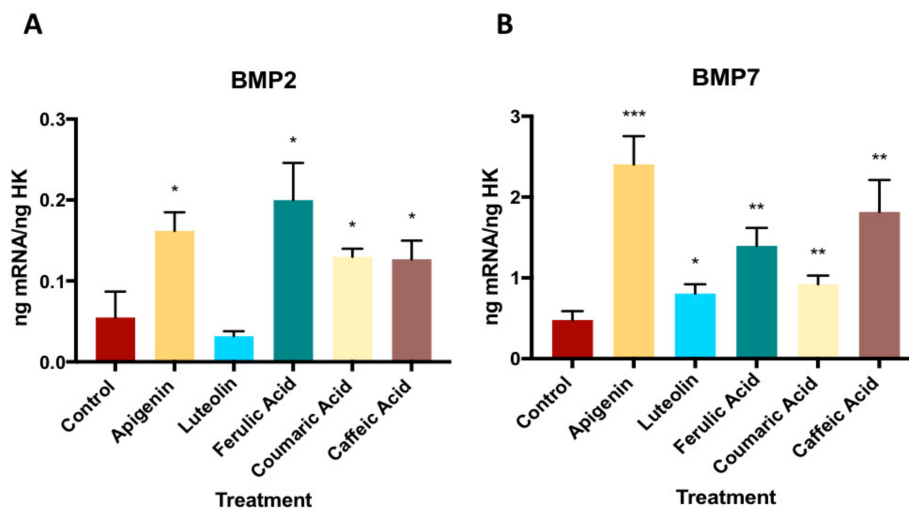 A
BMP2
ng mRNA/ng HK
0.3
0.2
0.1
0.0
*
*
*
*
Control
Apigenin
Luteolin
Ferulic Acid
Coumaric Acid
Caffeic Acid
Treatment
B
BMP7
ng mRNA/ng HK
3
2
1
0
***
*
**
**
**
Control
Apigenin
Luteolin
Ferulic Acid
Coumaric Acid
Caffeic Acid
Treatment